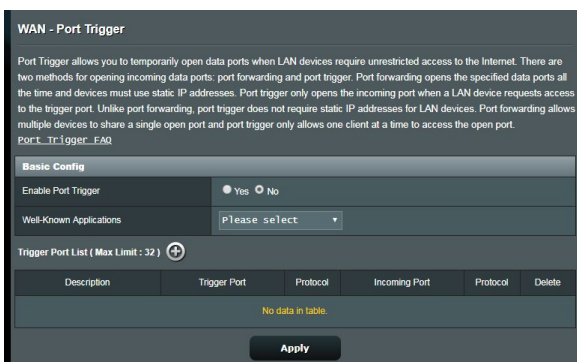 WAN - Port Trigger
Port Trigger allows you to temporarily open data ports when LAN devices require unrestricted access to the Internet. There are
two methods for opening incoming data ports: port forwarding and port trigger. Port forwarding opens the specified data ports all
the time and devices must use static IP addresses. Port trigger only opens the incoming port when a LAN device requests access
to the trigger port. Unlike port forwarding, port trigger does not require static IP addresses for LAN devices. Port forwarding allows
multiple devices to share a single open port and port trigger only allows one client at a time to access the open port.
Port Trigger FAQ
Basic Config
Enable Port Trigger Yes No
Well-Known Applications Please select
Trigger Port List ( Max Limit : 32 )
Description Trigger Port Protocol Incoming Port Protocol Delete
No data in table.
Apply